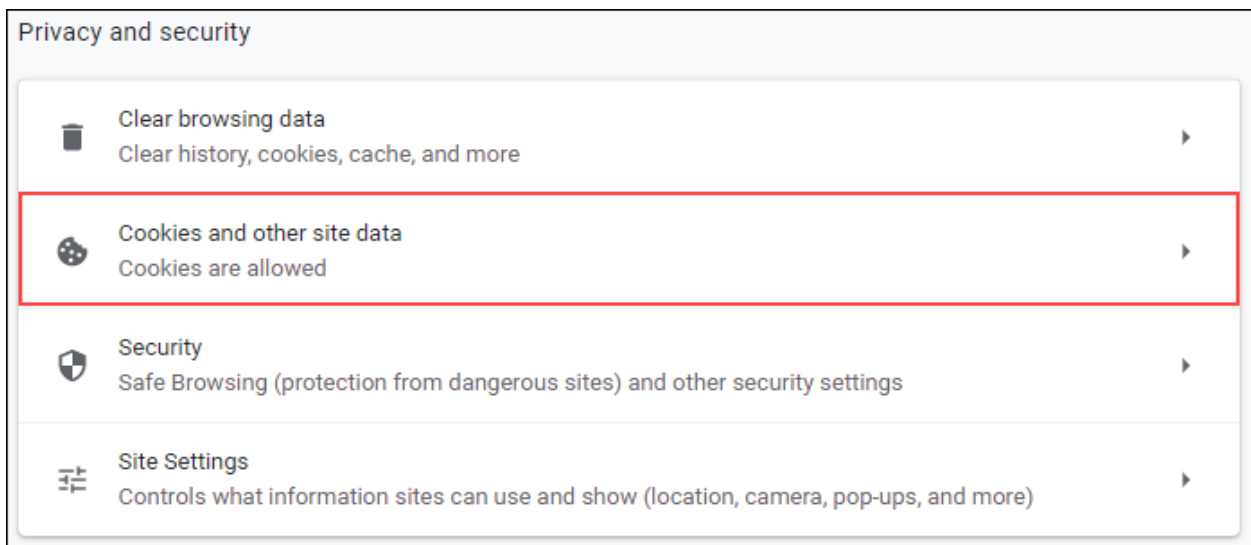 Privacy and security
Clear browsing data
Clear history, cookies, cache, and more
Cookies and other site data
Cookies are allowed
Security
Safe Browsing (protection from dangerous sites) and other security settings
Site Settings
Controls what information sites can use and show (location, camera, pop-ups, and more)